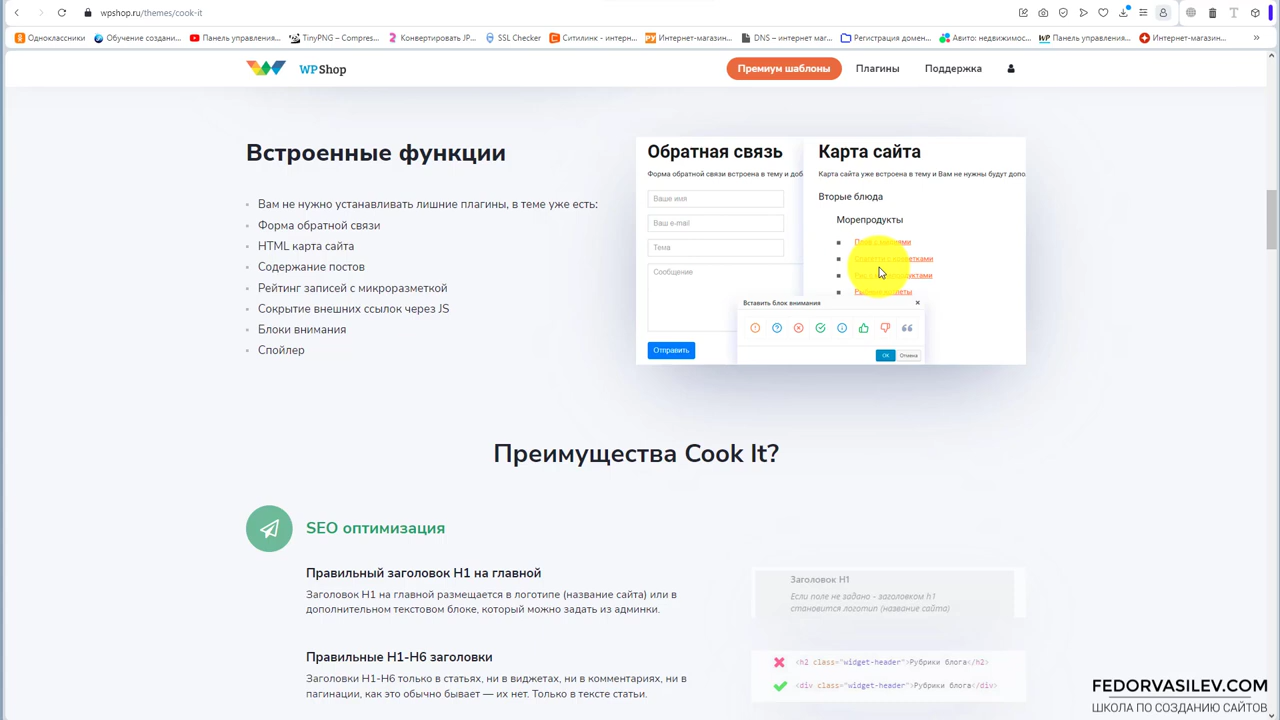 wpshop.ru/themes/cook-it
Одноклассники
Обучение создани...
Панель управления...
TinyPNG – Compres...
Конвертировать JP...
SSL Checker
Ситилинк - интерн...
Интернет-магазин...
DNS – интернет маг...
Регистрация домен...
Авито: недвижимос...
Панель управления...
Интернет-магазин...
WPShop
Премиум шаблоны
Плагины
Поддержка
Встроенные функции
Вам не нужно устанавливать лишние плагины, в теме уже есть:
Форма обратной связи
HTML карта сайта
Содержание постов
Рейтинг записей с микроразметкой
Сокрытие внешних ссылок через JS
Блоки внимания
Спойлер
Обратная связь
Форма обратной связи встроена в тему и доб
Ваше имя
Ваш e-mail
Тема
Сообщение
Отправить
Карта сайта
Карта сайта уже встроена в тему и Вам не нужны будут допо
Вторые блюда
Морепродукты
Вставить блок внимания
ОК
Отмена
Преимущества Cook It?
SEO оптимизация
Правильный заголовок H1 на главной
Заголовок H1 на главной размещается в логотипе (название сайта) или в
дополнительном текстовом блоке, который можно задать из админки.
Заголовок H1
Если поле не задано - заголовком h1
становится логотип (название сайта)
Правильные H1-H6 заголовки
Заголовки H1-H6 только в статьях, ни в виджетах, ни в комментариях, ни в
пагинации, как это обычно бывает — их нет. Только в тексте статьи.
<h2 class="widget-header">Рубрики блога</h2>
<div class="widget-header">Рубрики блога</div>
FEDORVASILEV.COM
ШКОЛА ПО СОЗДАНИЮ САЙТОВ